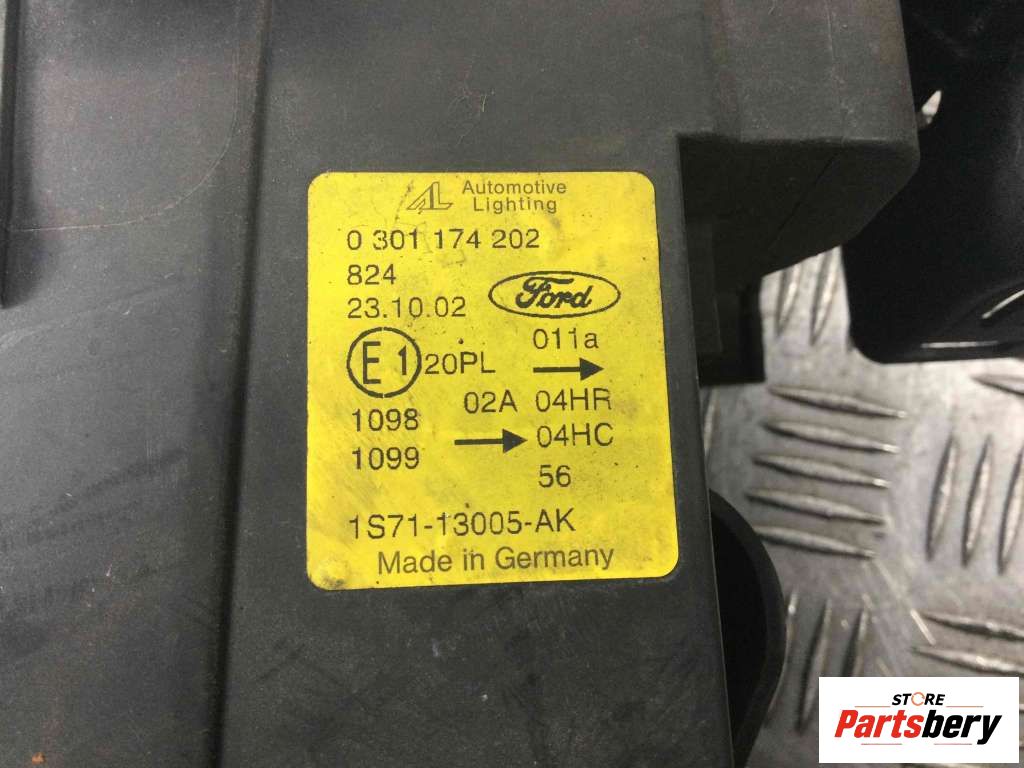 AL Automotive
Lighting
0 301 174 202
824
23.10.02
Ford
011a
E1 20PL
02A 04HR
1098
04HC
1099
56
1S71-13005-AK
Made in Germany
STORE
Partsbery